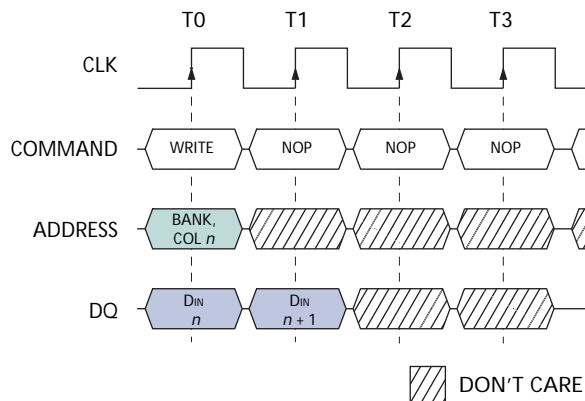 T0 T1 T2 T3
CLK
COMMAND WRITE NOP NOP NOP
ADDRESS BANK,
COL n
DQ DIN
n
DIN
n + 1
DON'T CARE